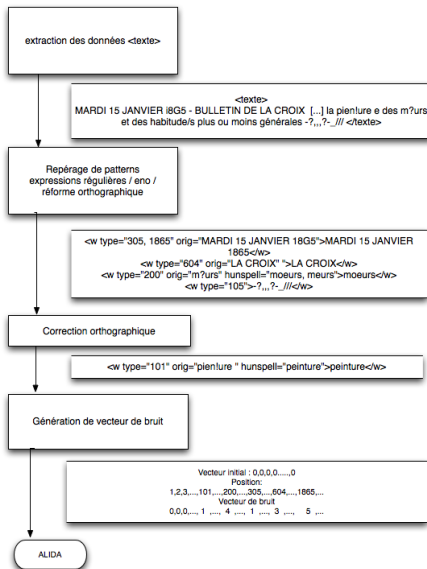 extraction des données <texte>
<texte>
MARDI 15 JANVIER i8G5 - BULLETIN DE LA CROIX [...] la pien!ure e des m?urs
et des habitude/s plus ou moins générales -?,,,?-_/// </texte>
Repérage de patterns
expressions régulières / eno /
réforme orthographique
<w type="305, 1865" orig="MARDI 15 JANVIER 18G5">MARDI 15 JANVIER
1865</w>
<w type="604" orig="LA CROIX" ">LA CROIX</w>
<w type="200" orig="m?urs" hunspell="moeurs, meurs">moeurs</w>
<w type="105">-?,,,?-_///</w>
Correction orthographique
<w type="101" orig="pien!ure " hunspell="peinture">peinture</w>
Génération de vecteur de bruit
Vecteur initial : 0,0,0,0.....,0
Position:
1,2,3,...,101,...,200,...,305,...,604,...,1865,...
Vecteur de bruit
0,0,0,..., 1 ,..., 4 ,..., 1 ,..., 3 ,..., 5 ,...
ALIDA